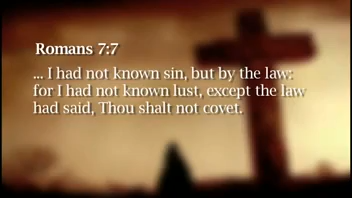 Romans 7:7
... I had not known sin, but by the law:
for I had not known lust, except the law
had said, Thou shalt not covet.